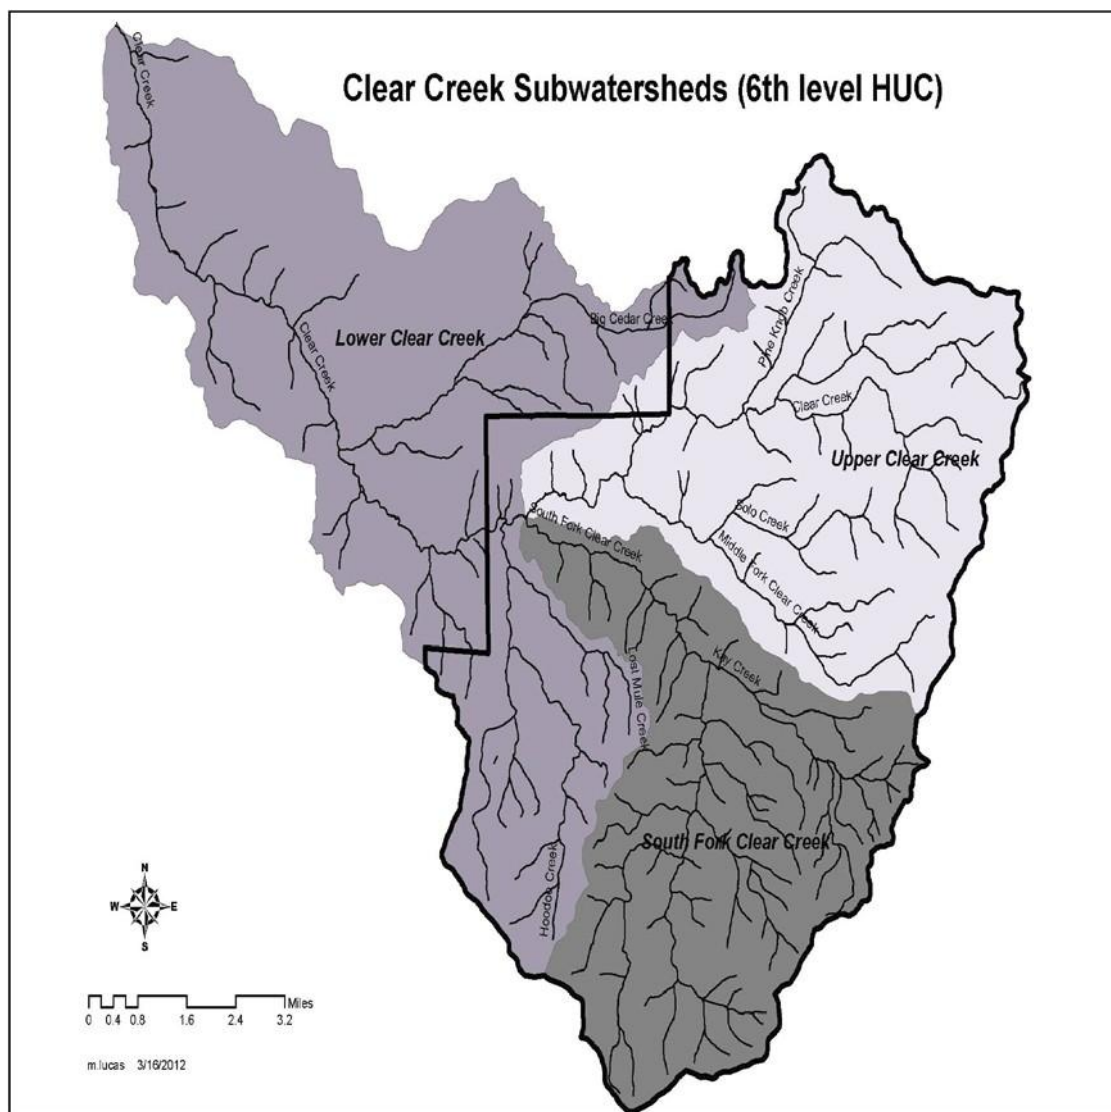 Clear Creek Subwatersheds (6th level HUC)
Clear Creek
Pine Knob Creek
Big Cedar Creek
Clear Creek
Lower Clear Creek
Clear Creek
Upper Clear Creek
Solo Creek
South Fork Clear Creek
Middle Fork Clear Creek
Kay Creek
Lost Mule Creek
South Fork Clear Creek
Hoodoo Creek
N
W E
S
Miles
0 0.4 0.8 1.6 2.4 3.2
m.lucas 3/16/2012